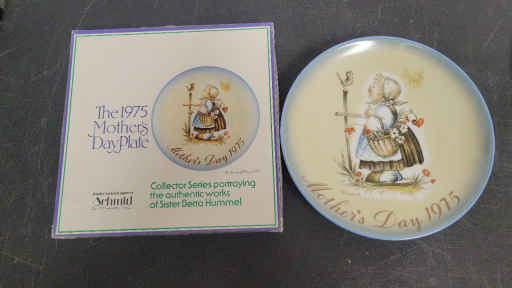 The 1975
Mother's
Day Plate
Mother's Day 1975
Schmid
Collector Series portraying
the authentic works
of Sister Berta Hummel
Mother's Day 1975